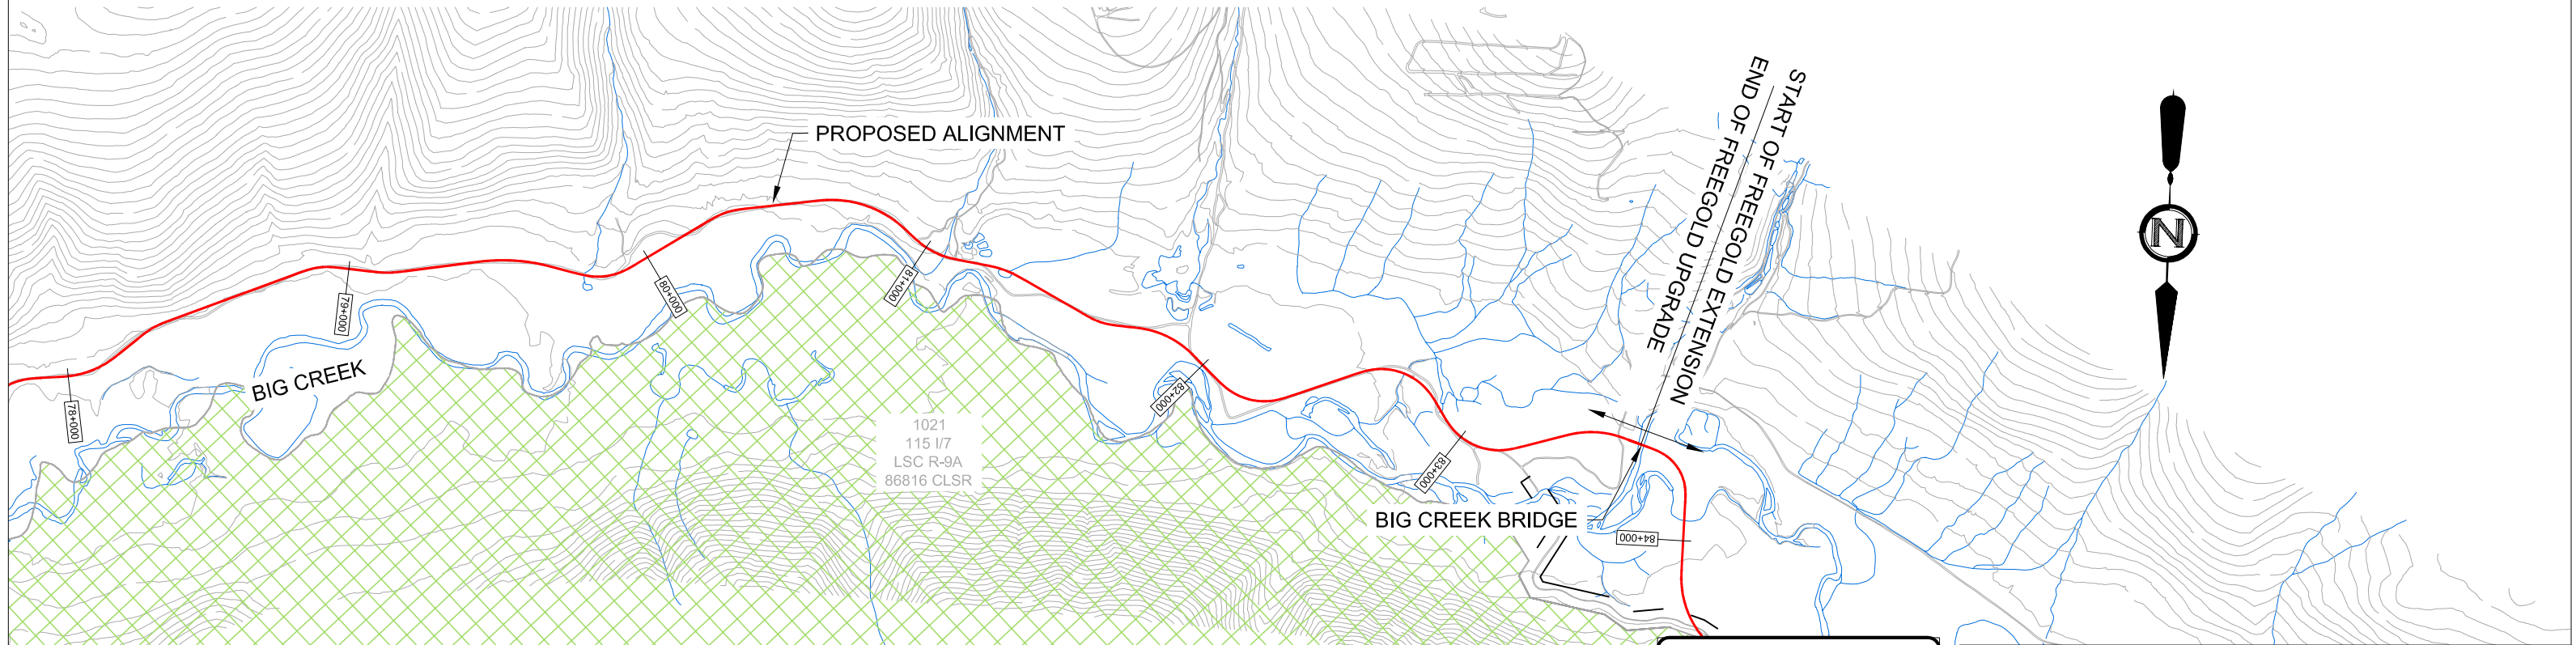 PROPOSED ALIGNMENT
END OF FREEGOLD UPGRADE
START OF FREEGOLD EXTENSION
N
79+000
80+000
81+000
BIG CREEK
78+000
82+000
1021
115 I/7
LSC R-9A
86816 CLSR
83+000
BIG CREEK BRIDGE
84+000